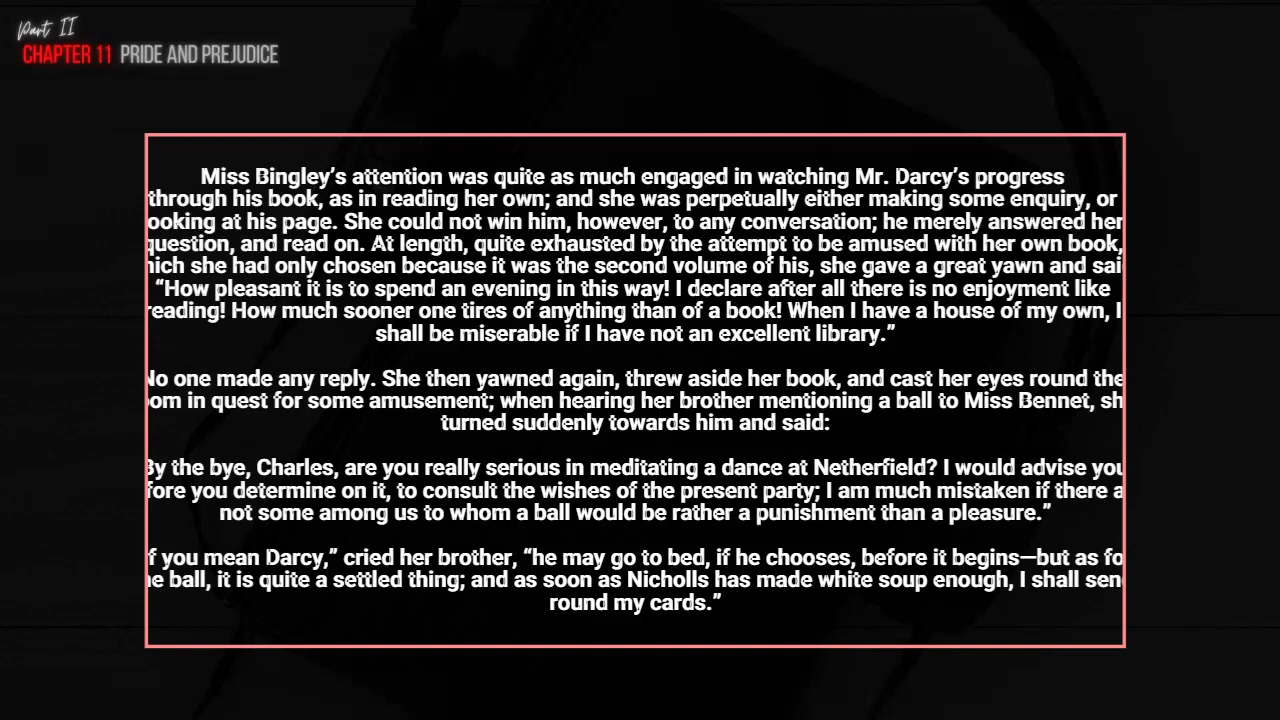 Part II
CHAPTER 11 PRIDE AND PREJUDICE
Miss Bingley’s attention was quite as much engaged in watching Mr. Darcy’s progress
through his book, as in reading her own; and she was perpetually either making some enquiry, or
ooking at his page. She could not win him, however, to any conversation; he merely answered her
question, and read on. At length, quite exhausted by the attempt to be amused with her own book,
hich she had only chosen because it was the second volume of his, she gave a great yawn and sai
“How pleasant it is to spend an evening in this way! I declare after all there is no enjoyment like
reading! How much sooner one tires of anything than of a book! When I have a house of my own, I
shall be miserable if I have not an excellent library.”
No one made any reply. She then yawned again, threw aside her book, and cast her eyes round the
oom in quest for some amusement; when hearing her brother mentioning a ball to Miss Bennet, sh
turned suddenly towards him and said:
By the bye, Charles, are you really serious in meditating a dance at Netherfield? I would advise you
fore you determine on it, to consult the wishes of the present party; I am much mistaken if there a
not some among us to whom a ball would be rather a punishment than a pleasure.”
f you mean Darcy,” cried her brother, “he may go to bed, if he chooses, before it begins—but as fo
he ball, it is quite a settled thing; and as soon as Nicholls has made white soup enough, I shall sen
round my cards.”